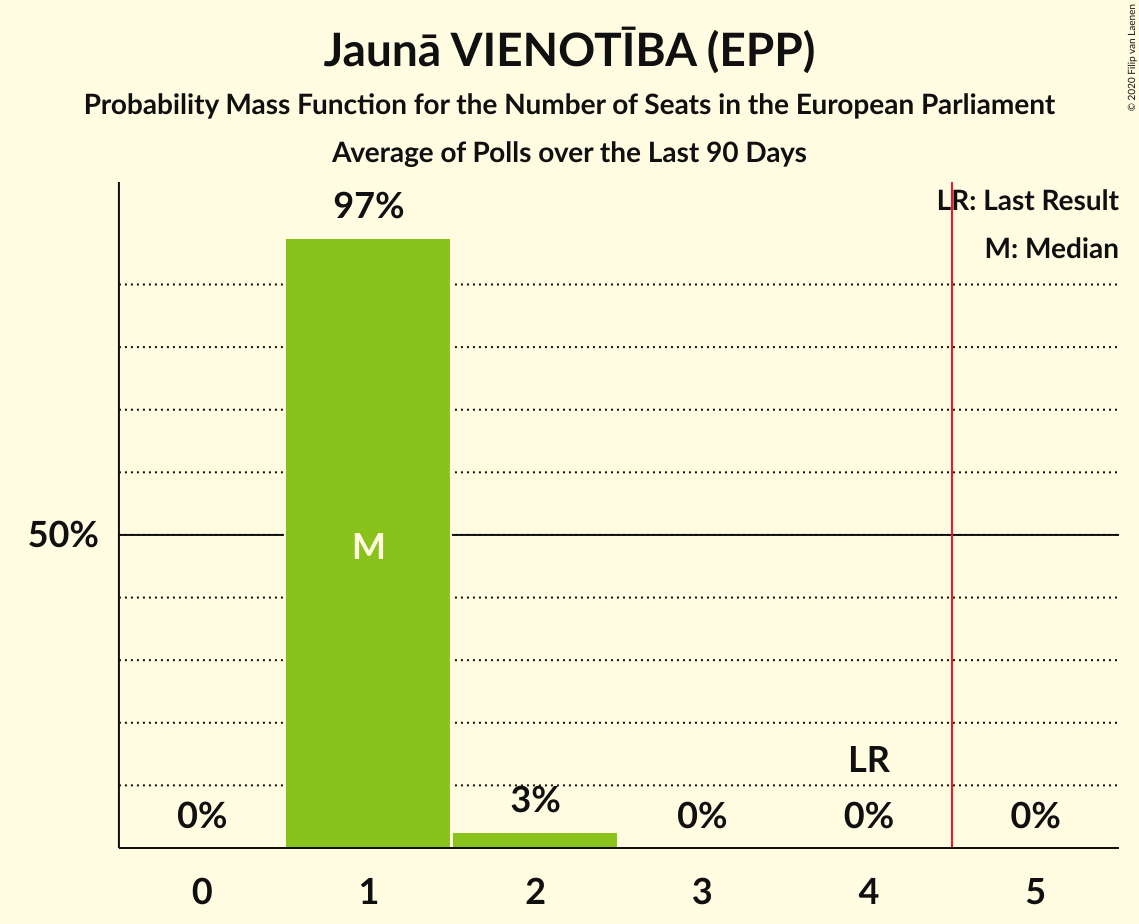 Jaunā VIENOTĪBA (EPP)
Probability Mass Function for the Number of Seats in the European Parliament
Average of Polls over the Last 90 Days
© 2020 Filip van Laenen
LR: Last Result
M: Median
97%
50%
M
LR
0%
3%
0%
0%
0%
0 1 2 3 4 5